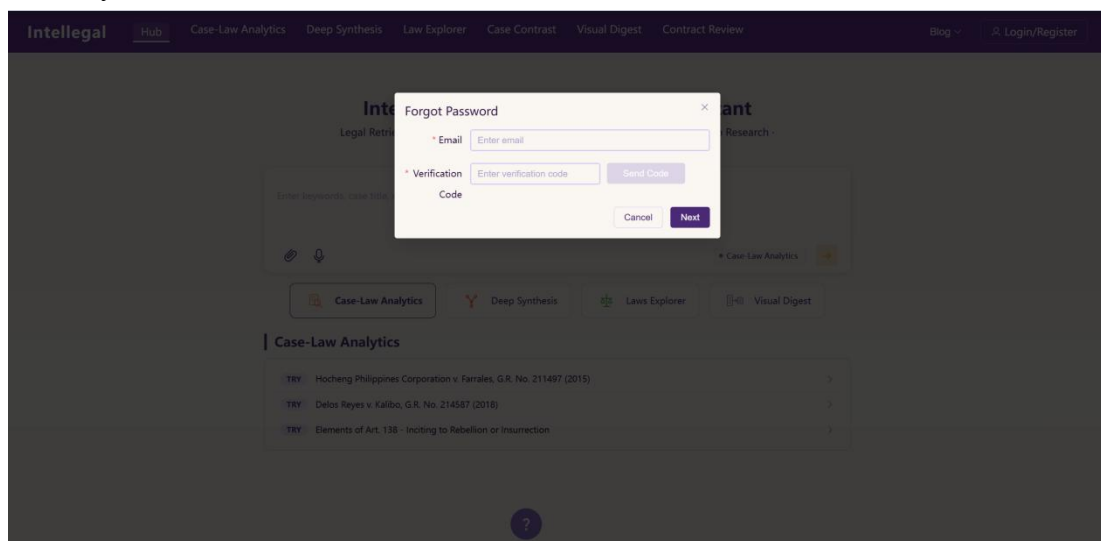 Intellegal Hub Case-Law Analytics Deep Synthesis Law Explorer Case Contrast Visual Digest Contract Review Blog Login/Register
Inte ant
Legal Retri Research ·
Forgot Password ×
* Email Enter email
* Verification Code Enter verification code Send Code
Cancel Next
Enter keywords, case title,
• Case-Law Analytics
Case-Law Analytics Deep Synthesis Laws Explorer Visual Digest
Case-Law Analytics
TRY Hocheng Philippines Corporation v. Farrales, G.R. No. 211497 (2015)
TRY Delos Reyes v. Kalibo, G.R. No. 214587 (2018)
TRY Elements of Art. 138 - Inciting to Rebellion or Insurrection
?